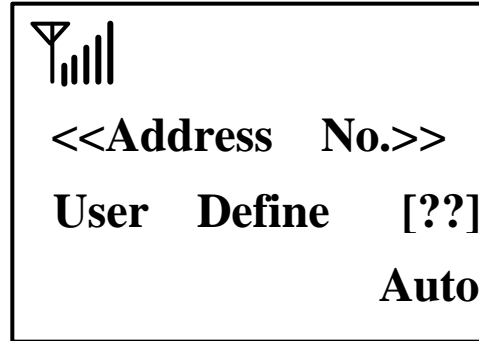 <<Address No.>>
User Define [??]
Auto